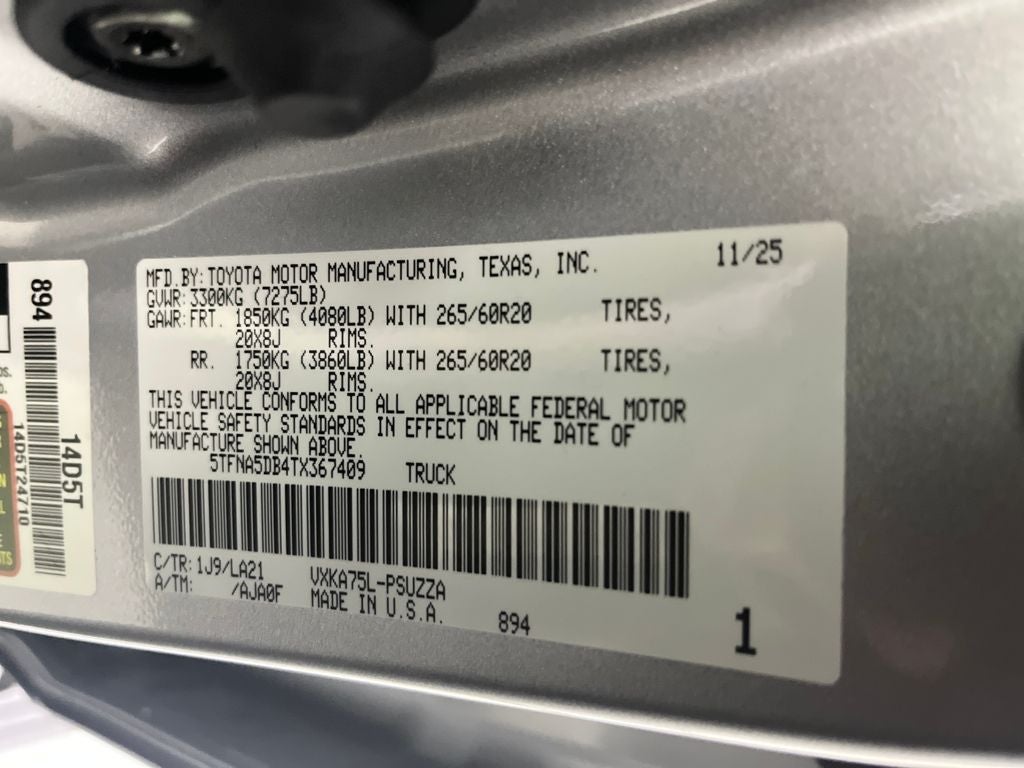 MFD.BY:TOYOTA MOTOR MANUFACTURING, TEXAS, INC. 11/25
GVWR:3300KG (7275LB)
GAWR:FRT. 1850KG (4080LB) WITH 265/60R20 TIRES,
20X8J RIMS.
RR. 1750KG (3860LB) WITH 265/60R20 TIRES,
20X8J RIMS.
THIS VEHICLE CONFORMS TO ALL APPLICABLE FEDERAL MOTOR
VEHICLE SAFETY STANDARDS IN EFFECT ON THE DATE OF
MANUFACTURE SHOWN ABOVE.
5TFNA5DB4TX367409 TRUCK
C/TR:1J9/LA21 VXKA75L-PSUZZA
A/TM: /AJA0F MADE IN U.S.A. 894
1
894
14D5T
14D5T24710